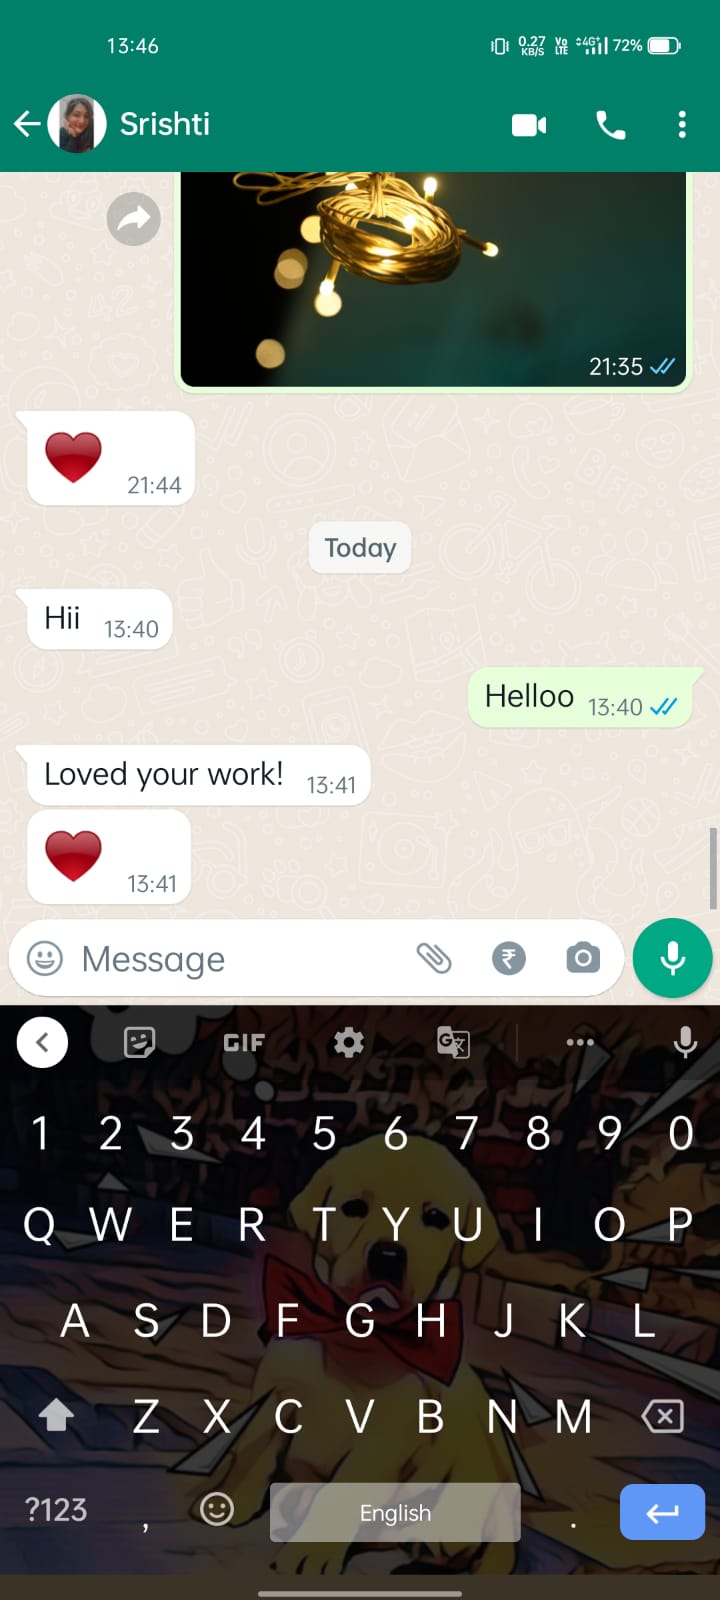 13:46
0.27 KB/S Vo LTE 4G+ 72%
Srishti
21:35
21:44
Today
Hii 13:40
Helloo 13:40
Loved your work! 13:41
13:41
Message ₹
GIF G
1 2 3 4 5 6 7 8 9 0
Q W E R T Y U I O P
A S D F G H J K L
Z X C V B N M
?123 , English .